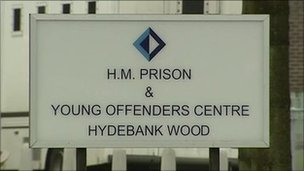 H.M. PRISON
&
YOUNG OFFENDERS CENTRE
HYDEBANK WOOD